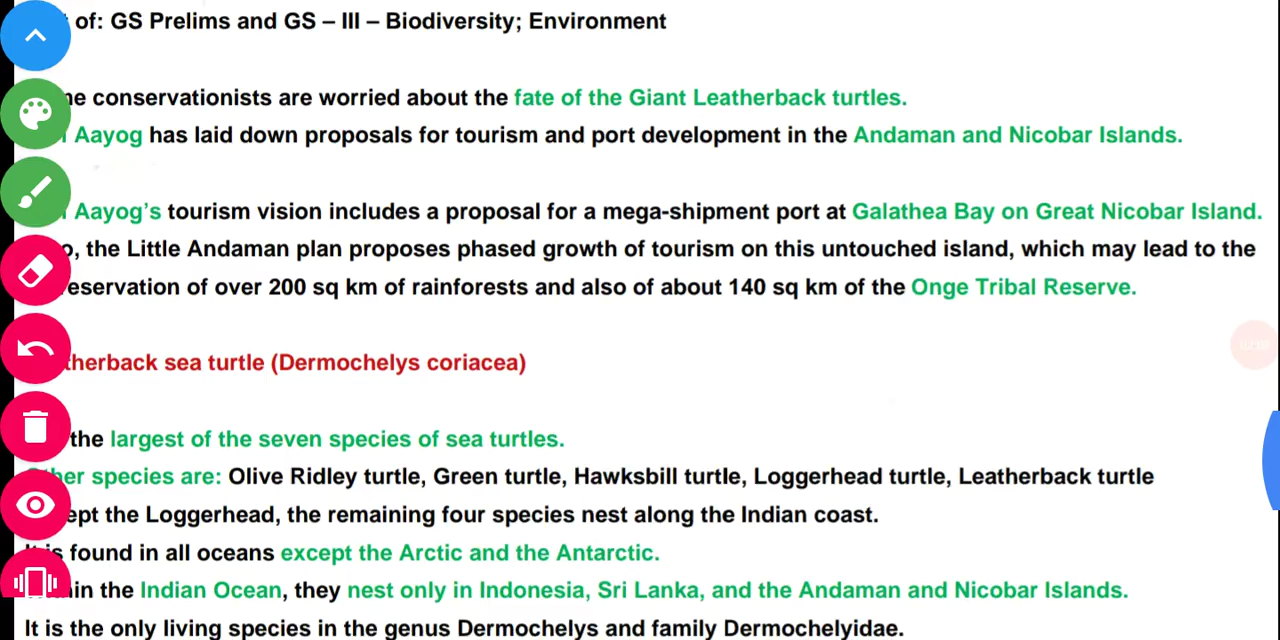 of: GS Prelims and GS – III – Biodiversity; Environment
conservationists are worried about the fate of the Giant Leatherback turtles.
Aayog has laid down proposals for tourism and port development in the Andaman and Nicobar Islands.
Aayog's tourism vision includes a proposal for a mega-shipment port at Galathea Bay on Great Nicobar Island.
the Little Andaman plan proposes phased growth of tourism on this untouched island, which may lead to the
of over 200 sq km of rainforests and also of about 140 sq km of the Onge Tribal Reserve.
sea turtle (Dermochelys coriacea)
the largest of the seven species of sea turtles.
species are: Olive Ridley turtle, Green turtle, Hawksbill turtle, Loggerhead turtle, Leatherback turtle
the Loggerhead, the remaining four species nest along the Indian coast.
It is found in all oceans except the Arctic and the Antarctic.
the Indian Ocean, they nest only in Indonesia, Sri Lanka, and the Andaman and Nicobar Islands.
It is the only living species in the genus Dermochelys and family Dermochelyidae.